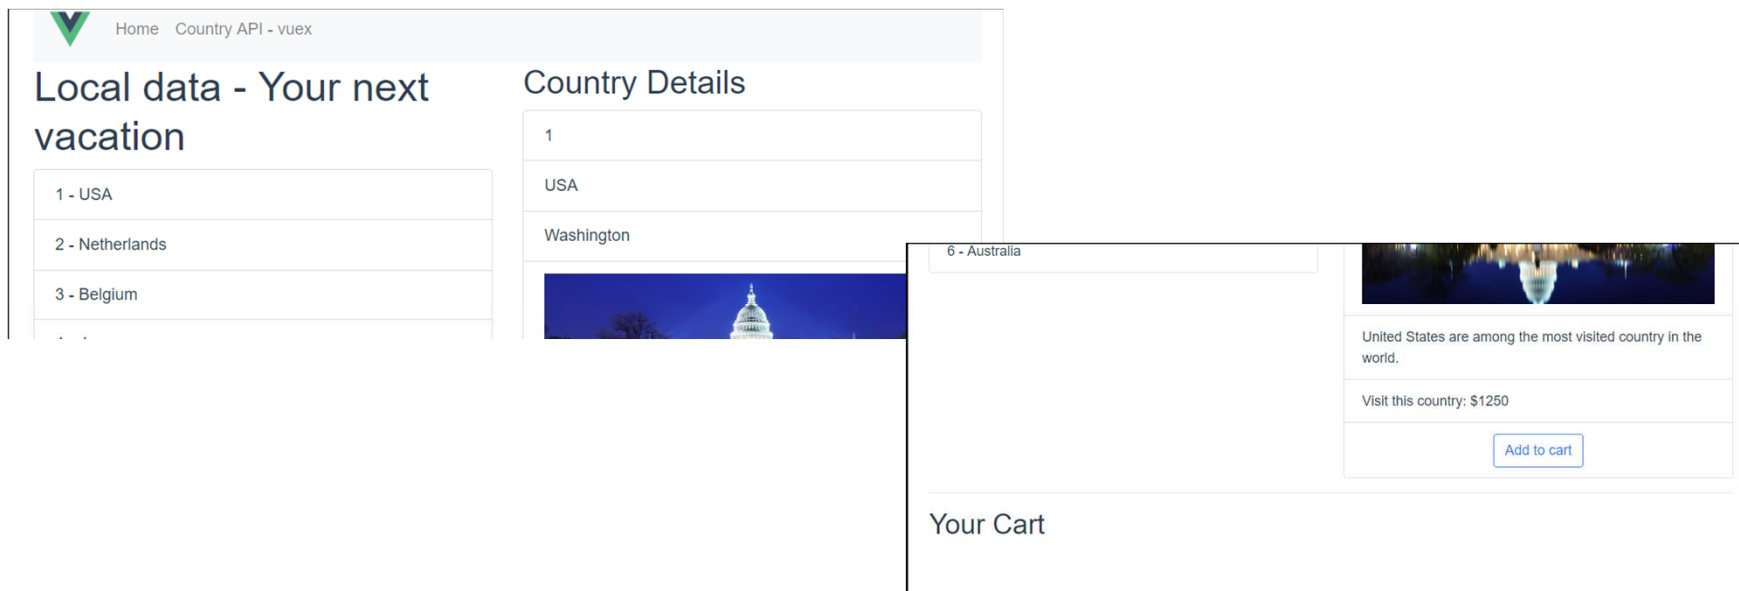 Home Country API - vuex
Local data - Your next
vacation
1 - USA
2 - Netherlands
3 - Belgium
Country Details
1
USA
Washington
6 - Australia
United States are among the most visited country in the
world.
Visit this country: $1250
Add to cart
Your Cart